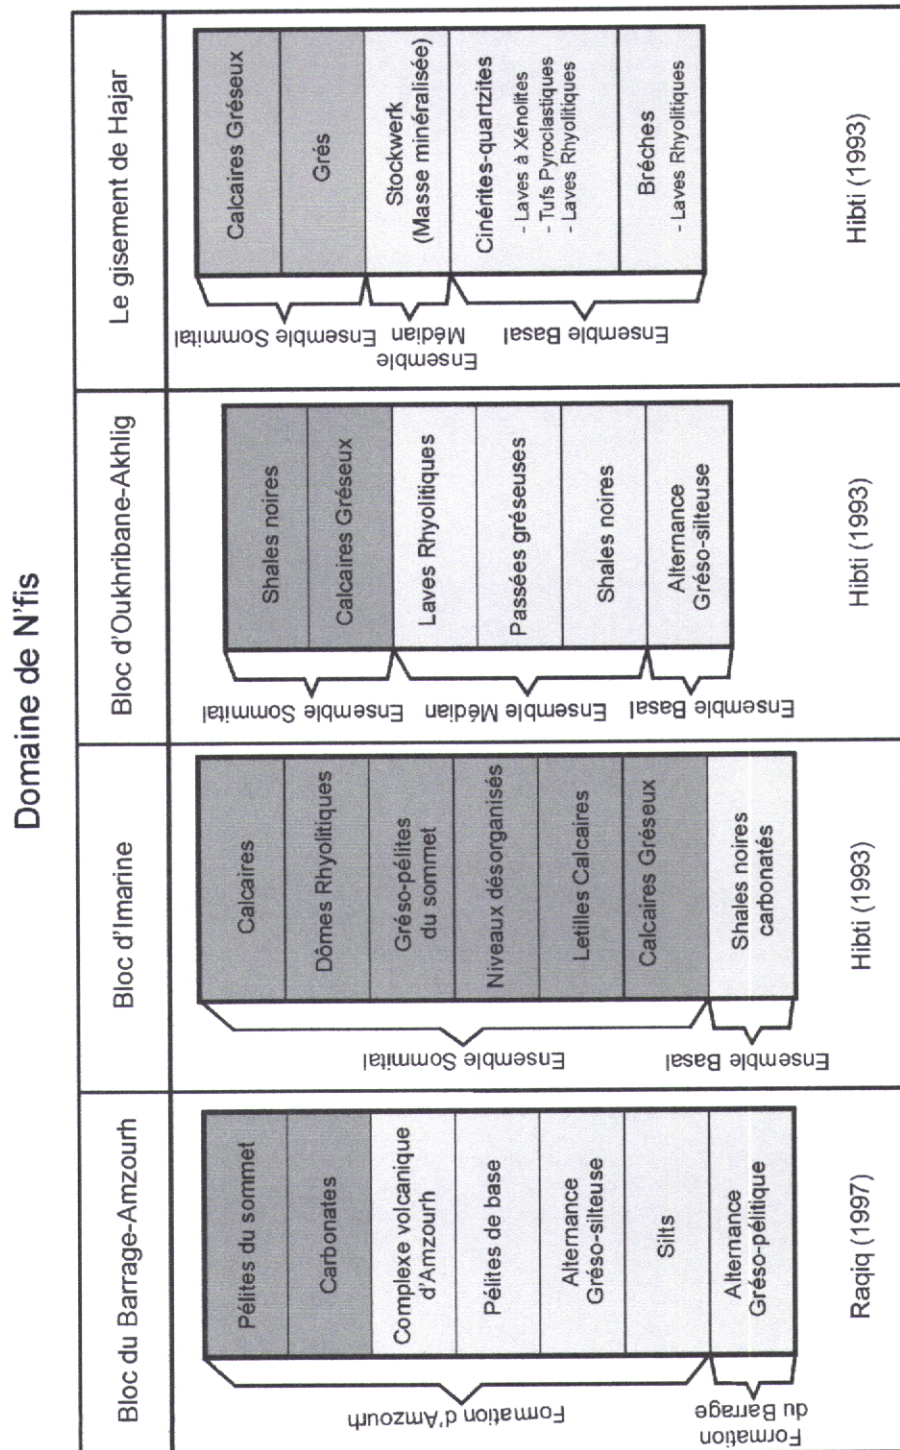 Domaine de N'fis
Bloc du Barrage-Amzourh
Bloc d'Imarine
Bloc d'Oukhribane-Akhlig
Le gisement de Hajar
Formation d'Amzourh
Formation
du Barrage
Pélites du sommet
Carbonates
Complexe volcanique
d'Amzourh
Pélites de base
Alternance
Gréso-silteuse
Silts
Alternance
Gréso-pélitique
Raqiq (1997)
Ensemble Sommital
Ensemble Basal
Calcaires
Dômes Rhyolitiques
Gréso-pélites
du sommet
Niveaux désorganisés
Letilles Calcaires
Calcaires Gréseux
Shales noires
carbonatés
Hibti (1993)
Ensemble Sommital
Ensemble Médian
Ensemble Basal
Shales noires
Calcaires Gréseux
Laves Rhyolitiques
Passées gréseuses
Shales noires
Alternance
Gréso-silteuse
Hibti (1993)
Ensemble Sommital
Ensemble
Médian
Ensemble Basal
Calcaires Gréseux
Grés
Stockwerk
(Masse minéralisée)
Cinérites-quartzites
- Laves à Xénolites
- Tufs Pyroclastiques
- Laves Rhyolitiques
Bréches
- Laves Rhyolitiques
Hibti (1993)